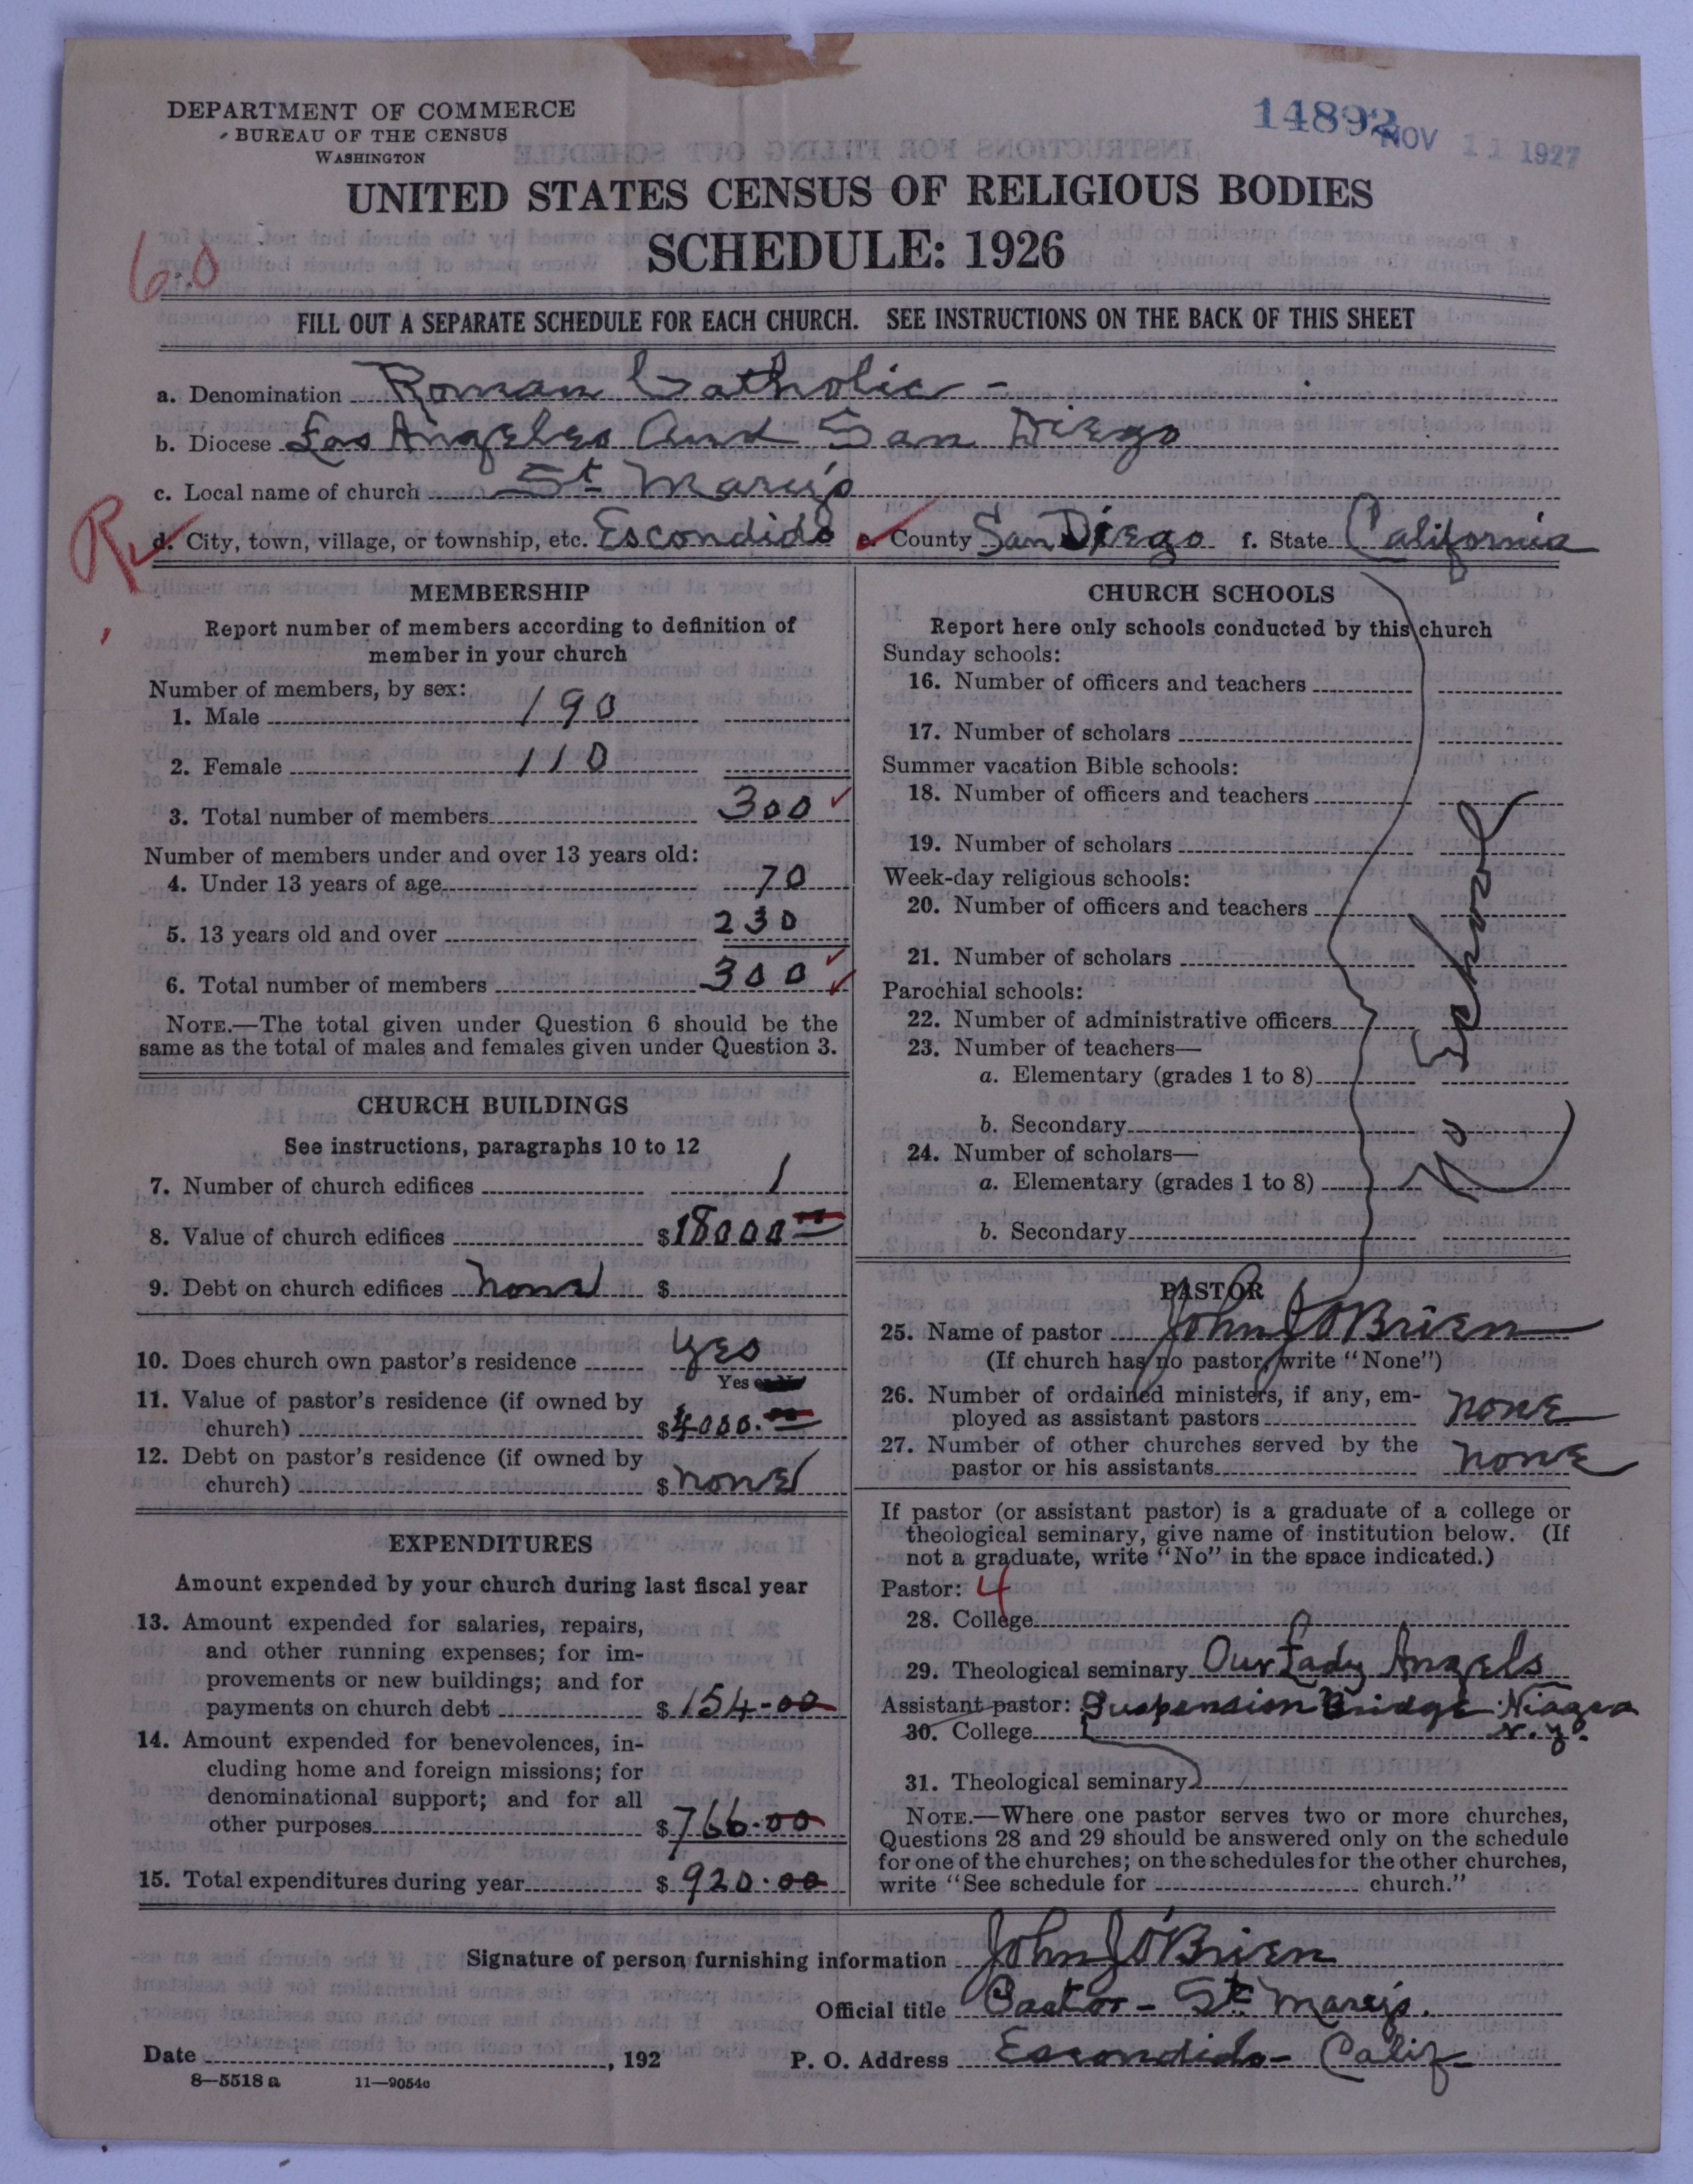 DEPARTMENT OF COMMERCE
BUREAU OF THE CENSUS
WASHINGTON
14892
NOV 11 1927
UNITED STATES CENSUS OF RELIGIOUS BODIES
SCHEDULE: 1926
60
FILL OUT A SEPARATE SCHEDULE FOR EACH CHURCH. SEE INSTRUCTIONS ON THE BACK OF THIS SHEET
a. Denomination Roman Catholic -
b. Diocese Los Angeles and San Diego
c. Local name of church St Mary's
R
d. City, town, village, or township, etc. Escondido e. County San Diego f. State California
MEMBERSHIP
Report number of members according to definition of
member in your church
Number of members, by sex:
1. Male 190
2. Female 110
3. Total number of members 300
Number of members under and over 13 years old:
4. Under 13 years of age 70
5. 13 years old and over 230
6. Total number of members 300
NOTE.—The total given under Question 6 should be the
same as the total of males and females given under Question 3.
CHURCH BUILDINGS
See instructions, paragraphs 10 to 12
7. Number of church edifices 1
8. Value of church edifices $18000 00
9. Debt on church edifices none $
10. Does church own pastor's residence yes
Yes or No
11. Value of pastor's residence (if owned by
church) $4000.00
12. Debt on pastor's residence (if owned by
church) $ none
EXPENDITURES
Amount expended by your church during last fiscal year
13. Amount expended for salaries, repairs,
and other running expenses; for im-
provements or new buildings; and for
payments on church debt $ 154-00
14. Amount expended for benevolences, in-
cluding home and foreign missions; for
denominational support; and for all
other purposes $ 766.00
15. Total expenditures during year $ 920.00
CHURCH SCHOOLS
Report here only schools conducted by this church
Sunday schools:
16. Number of officers and teachers
17. Number of scholars
Summer vacation Bible schools:
18. Number of officers and teachers
19. Number of scholars
Week-day religious schools:
20. Number of officers and teachers
21. Number of scholars
Parochial schools:
22. Number of administrative officers
23. Number of teachers—
a. Elementary (grades 1 to 8)
b. Secondary
24. Number of scholars—
a. Elementary (grades 1 to 8)
b. Secondary
No School
PASTOR
25. Name of pastor John J O'Brien
(If church has no pastor, write "None")
26. Number of ordained ministers, if any, em-
ployed as assistant pastors none
27. Number of other churches served by the
pastor or his assistants none
If pastor (or assistant pastor) is a graduate of a college or
theological seminary, give name of institution below. (If
not a graduate, write "No" in the space indicated.)
Pastor: 4
28. College
29. Theological seminary Our Lady Angels
Assistant pastor: Suspension Bridge Niagra
30. College N.Y.
31. Theological seminary
NOTE.—Where one pastor serves two or more churches,
Questions 28 and 29 should be answered only on the schedule
for one of the churches; on the schedules for the other churches,
write "See schedule for church."
Signature of person furnishing information John J O'Brien
Official title Pastor - St. Marys.
Date , 192 P. O. Address Escondido - Calif
8—5518 a 11—9054c